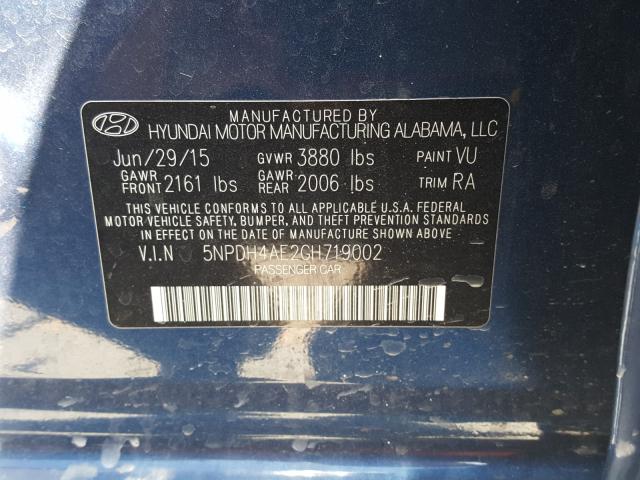 MANUFACTURED BY
HYUNDAI MOTOR MANUFACTURING ALABAMA, LLC
Jun/29/15 GVWR 3880 lbs PAINT VU
GAWR FRONT 2161 lbs GAWR REAR 2006 lbs TRIM RA
THIS VEHICLE CONFORMS TO ALL APPLICABLE U.S.A. FEDERAL
MOTOR VEHICLE SAFETY, BUMPER, AND THEFT PREVENTION STANDARDS
IN EFFECT ON THE DATE OF MANUFACTURE SHOWN ABOVE
V.I.N 5NPDH4AE2GH719002
PASSENGER CAR